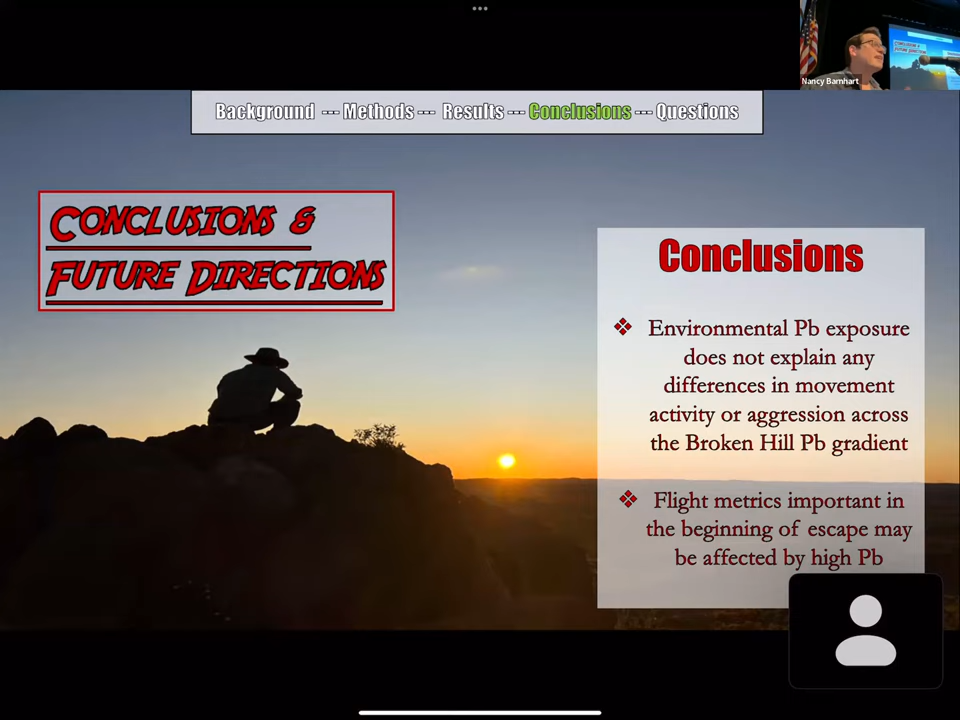 Nancy Barnhart
Background --- Methods --- Results --- Conclusions --- Questions
Conclusions &
Future Directions
Conclusions
❖ Environmental Pb exposure
does not explain any
differences in movement
activity or aggression across
the Broken Hill Pb gradient
❖ Flight metrics important in
the beginning of escape may
be affected by high Pb